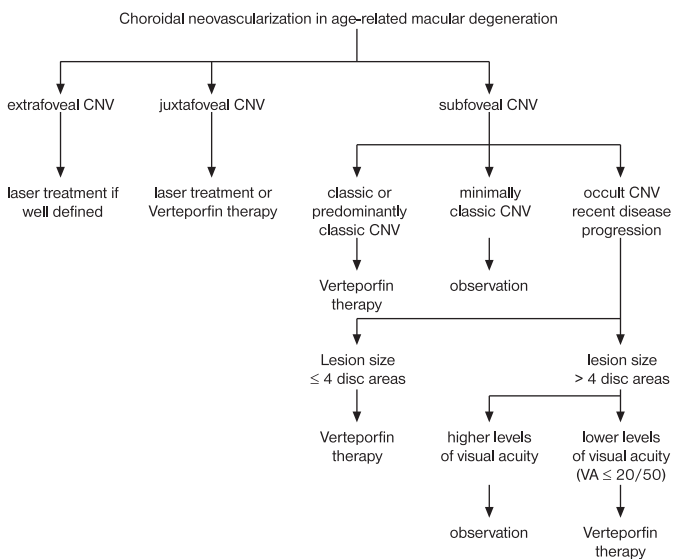 Choroidal neovascularization in age-related macular degeneration
extrafoveal CNV
juxtafoveal CNV
subfoveal CNV
laser treatment if
well defined
laser treatment or
Verteporfin therapy
classic or
predominantly
classic CNV
minimally
classic CNV
occult CNV
recent disease
progression
Verteporfin
therapy
observation
Lesion size
≤ 4 disc areas
lesion size
> 4 disc areas
Verteporfin
therapy
higher levels
of visual acuity
lower levels
of visual acuity
(VA ≤ 20/50)
observation
Verteporfin
therapy